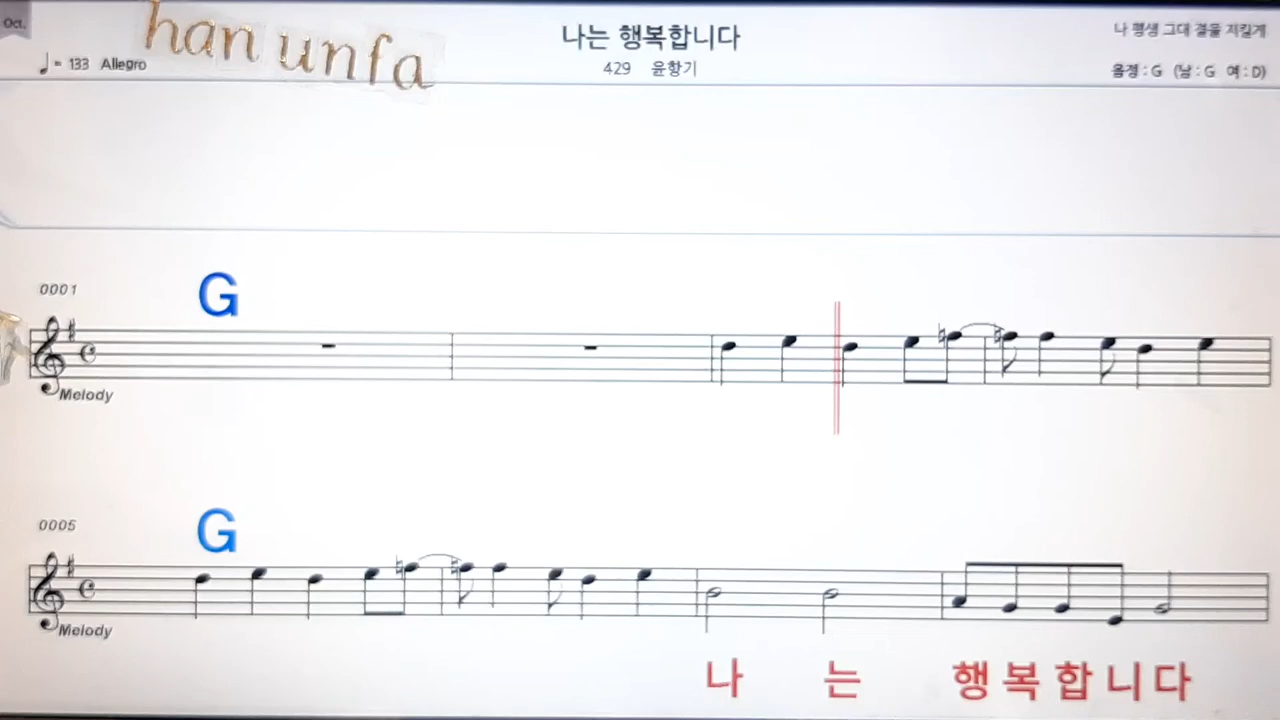 Oct.
han unfa
나는 행복합니다
나 평생 그대 곁을 지킬게
♩= 133 Allegro
429 윤항기
음정 : G (남 : G 여 : D)
0001
G
Melody
0005
G
Melody
나 는 행복합니다